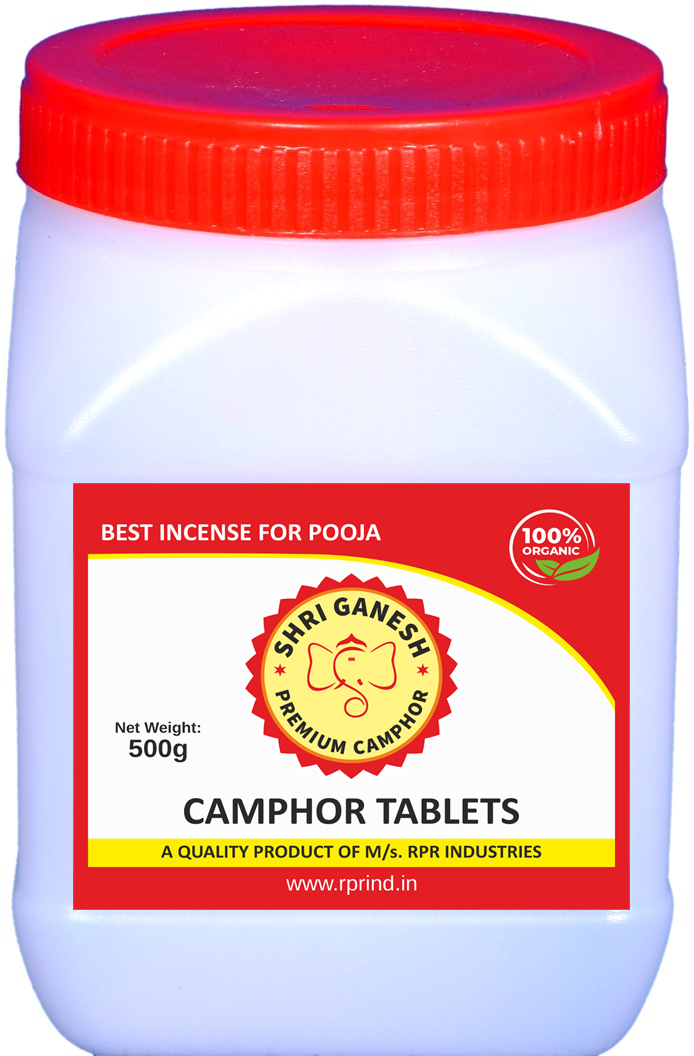 BEST INCENSE FOR POOJA
100%
ORGANIC
SHRI GANESH
PREMIUM CAMPHOR
Net Weight:
500g
CAMPHOR TABLETS
A QUALITY PRODUCT OF M/s. RPR INDUSTRIES
www.rprind.in